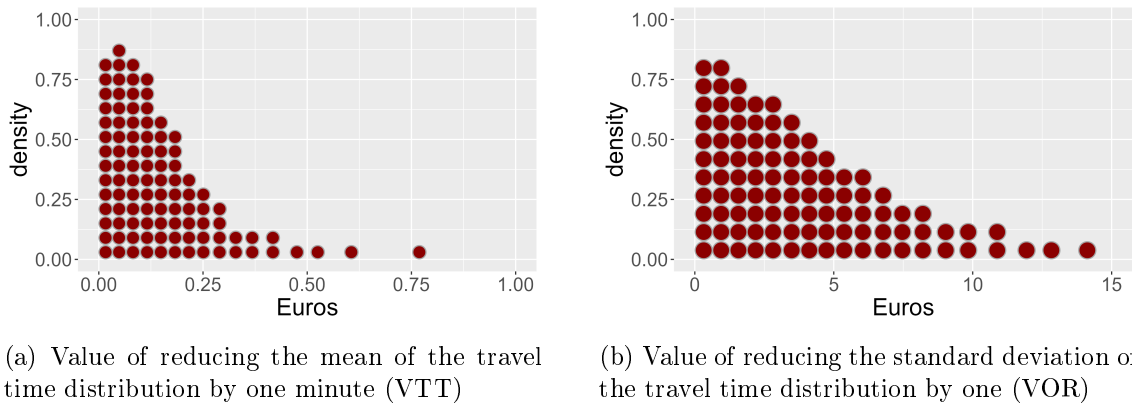 1.00
0.75
0.50
0.25
0.00
density
0.00 0.25 0.50 0.75 1.00
Euros
(a) Value of reducing the mean of the travel
time distribution by one minute (VTT)
1.00
0.75
0.50
0.25
0.00
density
0 5 10 15
Euros
(b) Value of reducing the standard deviation of
the travel time distribution by one (VOR)